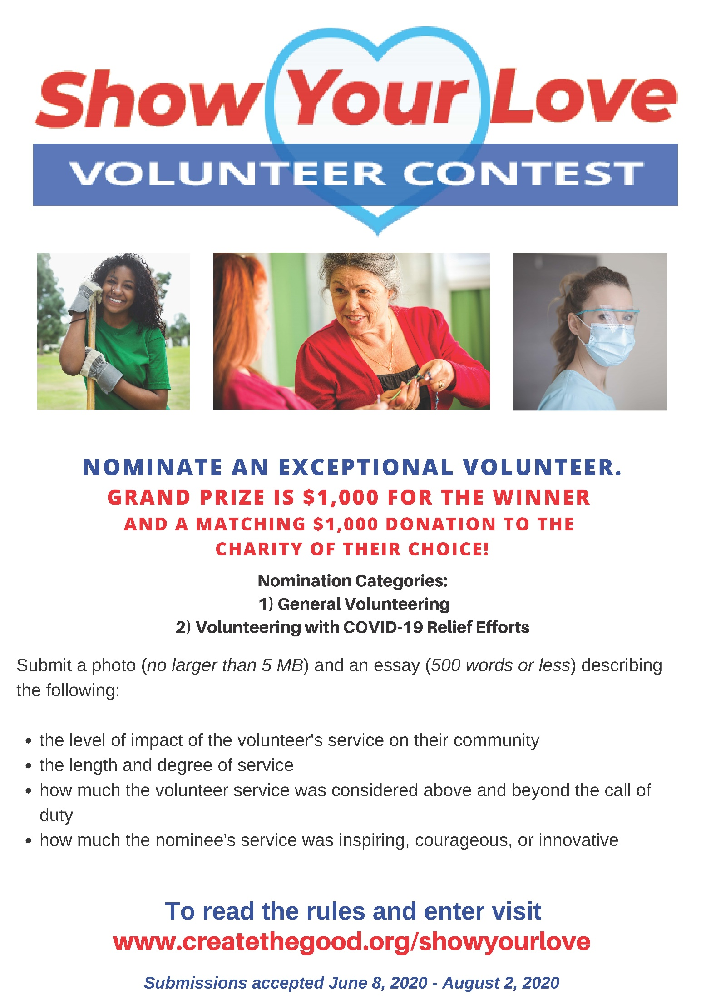 Show Your Love
VOLUNTEER CONTEST
NOMINATE AN EXCEPTIONAL VOLUNTEER.
GRAND PRIZE IS $1,000 FOR THE WINNER
AND A MATCHING $1,000 DONATION TO THE
CHARITY OF THEIR CHOICE!
Nomination Categories:
1) General Volunteering
2) Volunteering with COVID-19 Relief Efforts
Submit a photo (no larger than 5 MB) and an essay (500 words or less) describing
the following:
• the level of impact of the volunteer's service on their community
• the length and degree of service
• how much the volunteer service was considered above and beyond the call of
duty
• how much the nominee's service was inspiring, courageous, or innovative
To read the rules and enter visit
www.createthegood.org/showyourlove
Submissions accepted June 8, 2020 - August 2, 2020